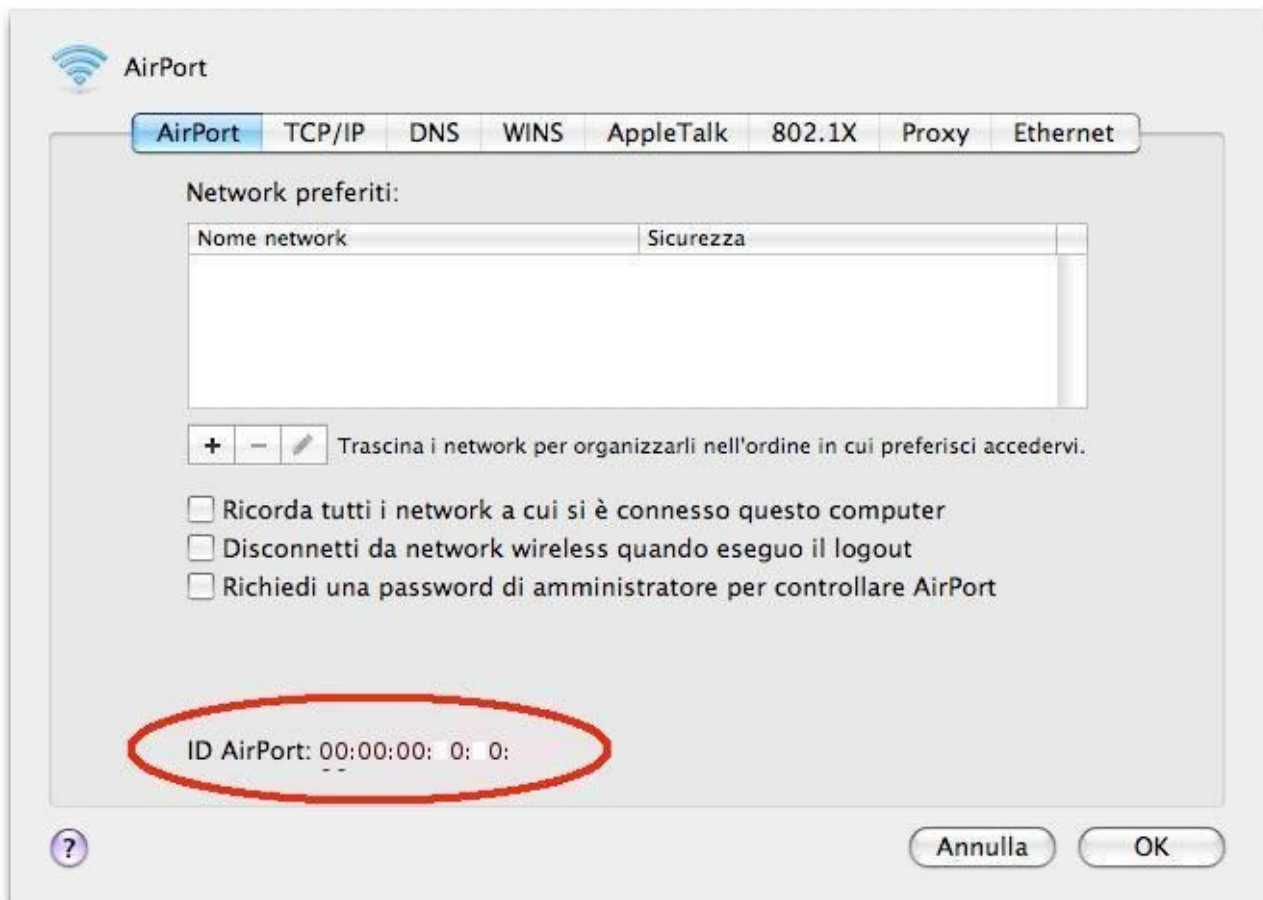 AirPort
AirPort TCP/IP DNS WINS AppleTalk 802.1X Proxy Ethernet
Network preferiti:
Nome network Sicurezza
+ − Trascina i network per organizzarli nell'ordine in cui preferisci accedervi.
Ricorda tutti i network a cui si è connesso questo computer
Disconnetti da network wireless quando eseguo il logout
Richiedi una password di amministratore per controllare AirPort
ID AirPort: 00:00:00: 0: 0:
? Annulla OK